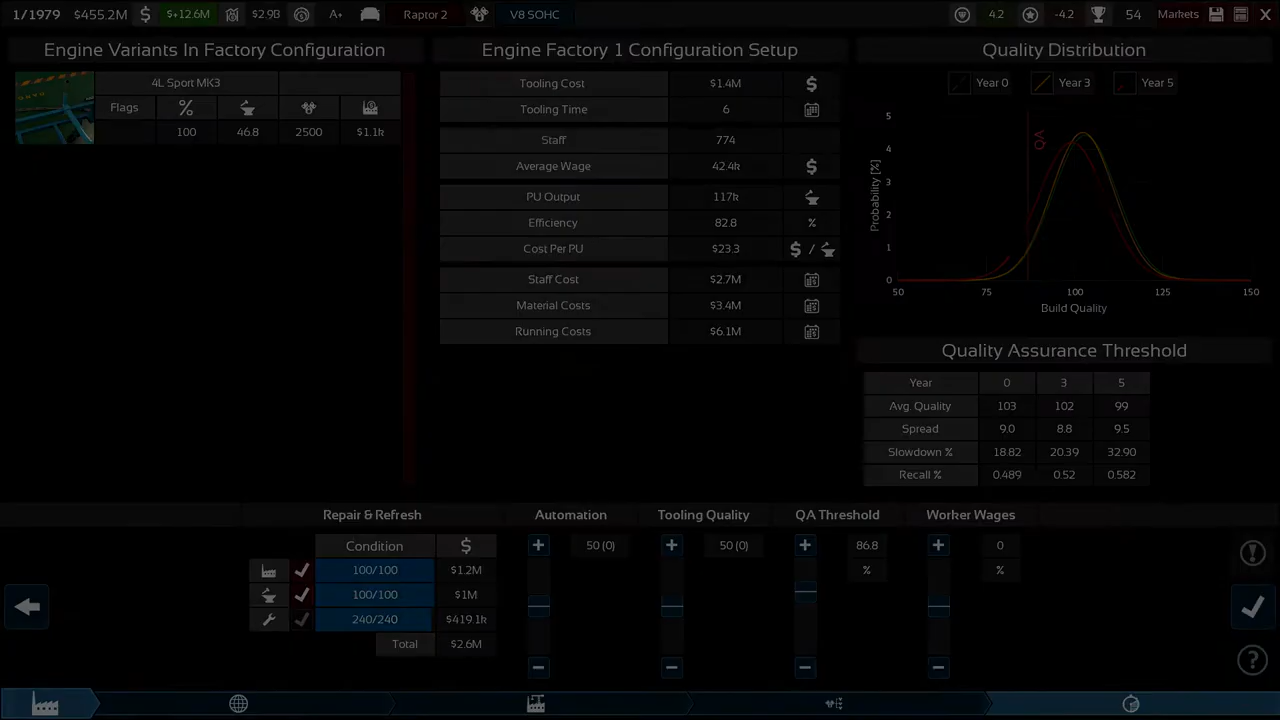 1/1979 $455.2M $+12.6M $2.9B A+ Raptor 2 V8 SOHC 4.2 -4.2 54 Markets
Engine Variants In Factory Configuration
4L Sport MK3
Flags %
100 46.8 2500 $1.1k
Engine Factory 1 Configuration Setup
Tooling Cost $1.4M $
Tooling Time 6
Staff 774
Average Wage 42.4k $
PU Output 117k
Efficiency 82.8 %
Cost Per PU $23.3 $ /
Staff Cost $2.7M
Material Costs $3.4M
Running Costs $6.1M
Quality Distribution
Year 0 Year 3 Year 5
Probability [%]
5
4
3
2
1
0
QA
50 75 100 125 150
Build Quality
Quality Assurance Threshold
Year 0 3 5
Avg. Quality 103 102 99
Spread 9.0 8.8 9.5
Slowdown % 18.82 20.39 32.90
Recall % 0.489 0.52 0.582
Repair & Refresh
Condition $
100/100 $1.2M
100/100 $1M
240/240 $419.1k
Total $2.6M
Automation
50 (0)
Tooling Quality
50 (0)
QA Threshold
86.8
%
Worker Wages
0
%